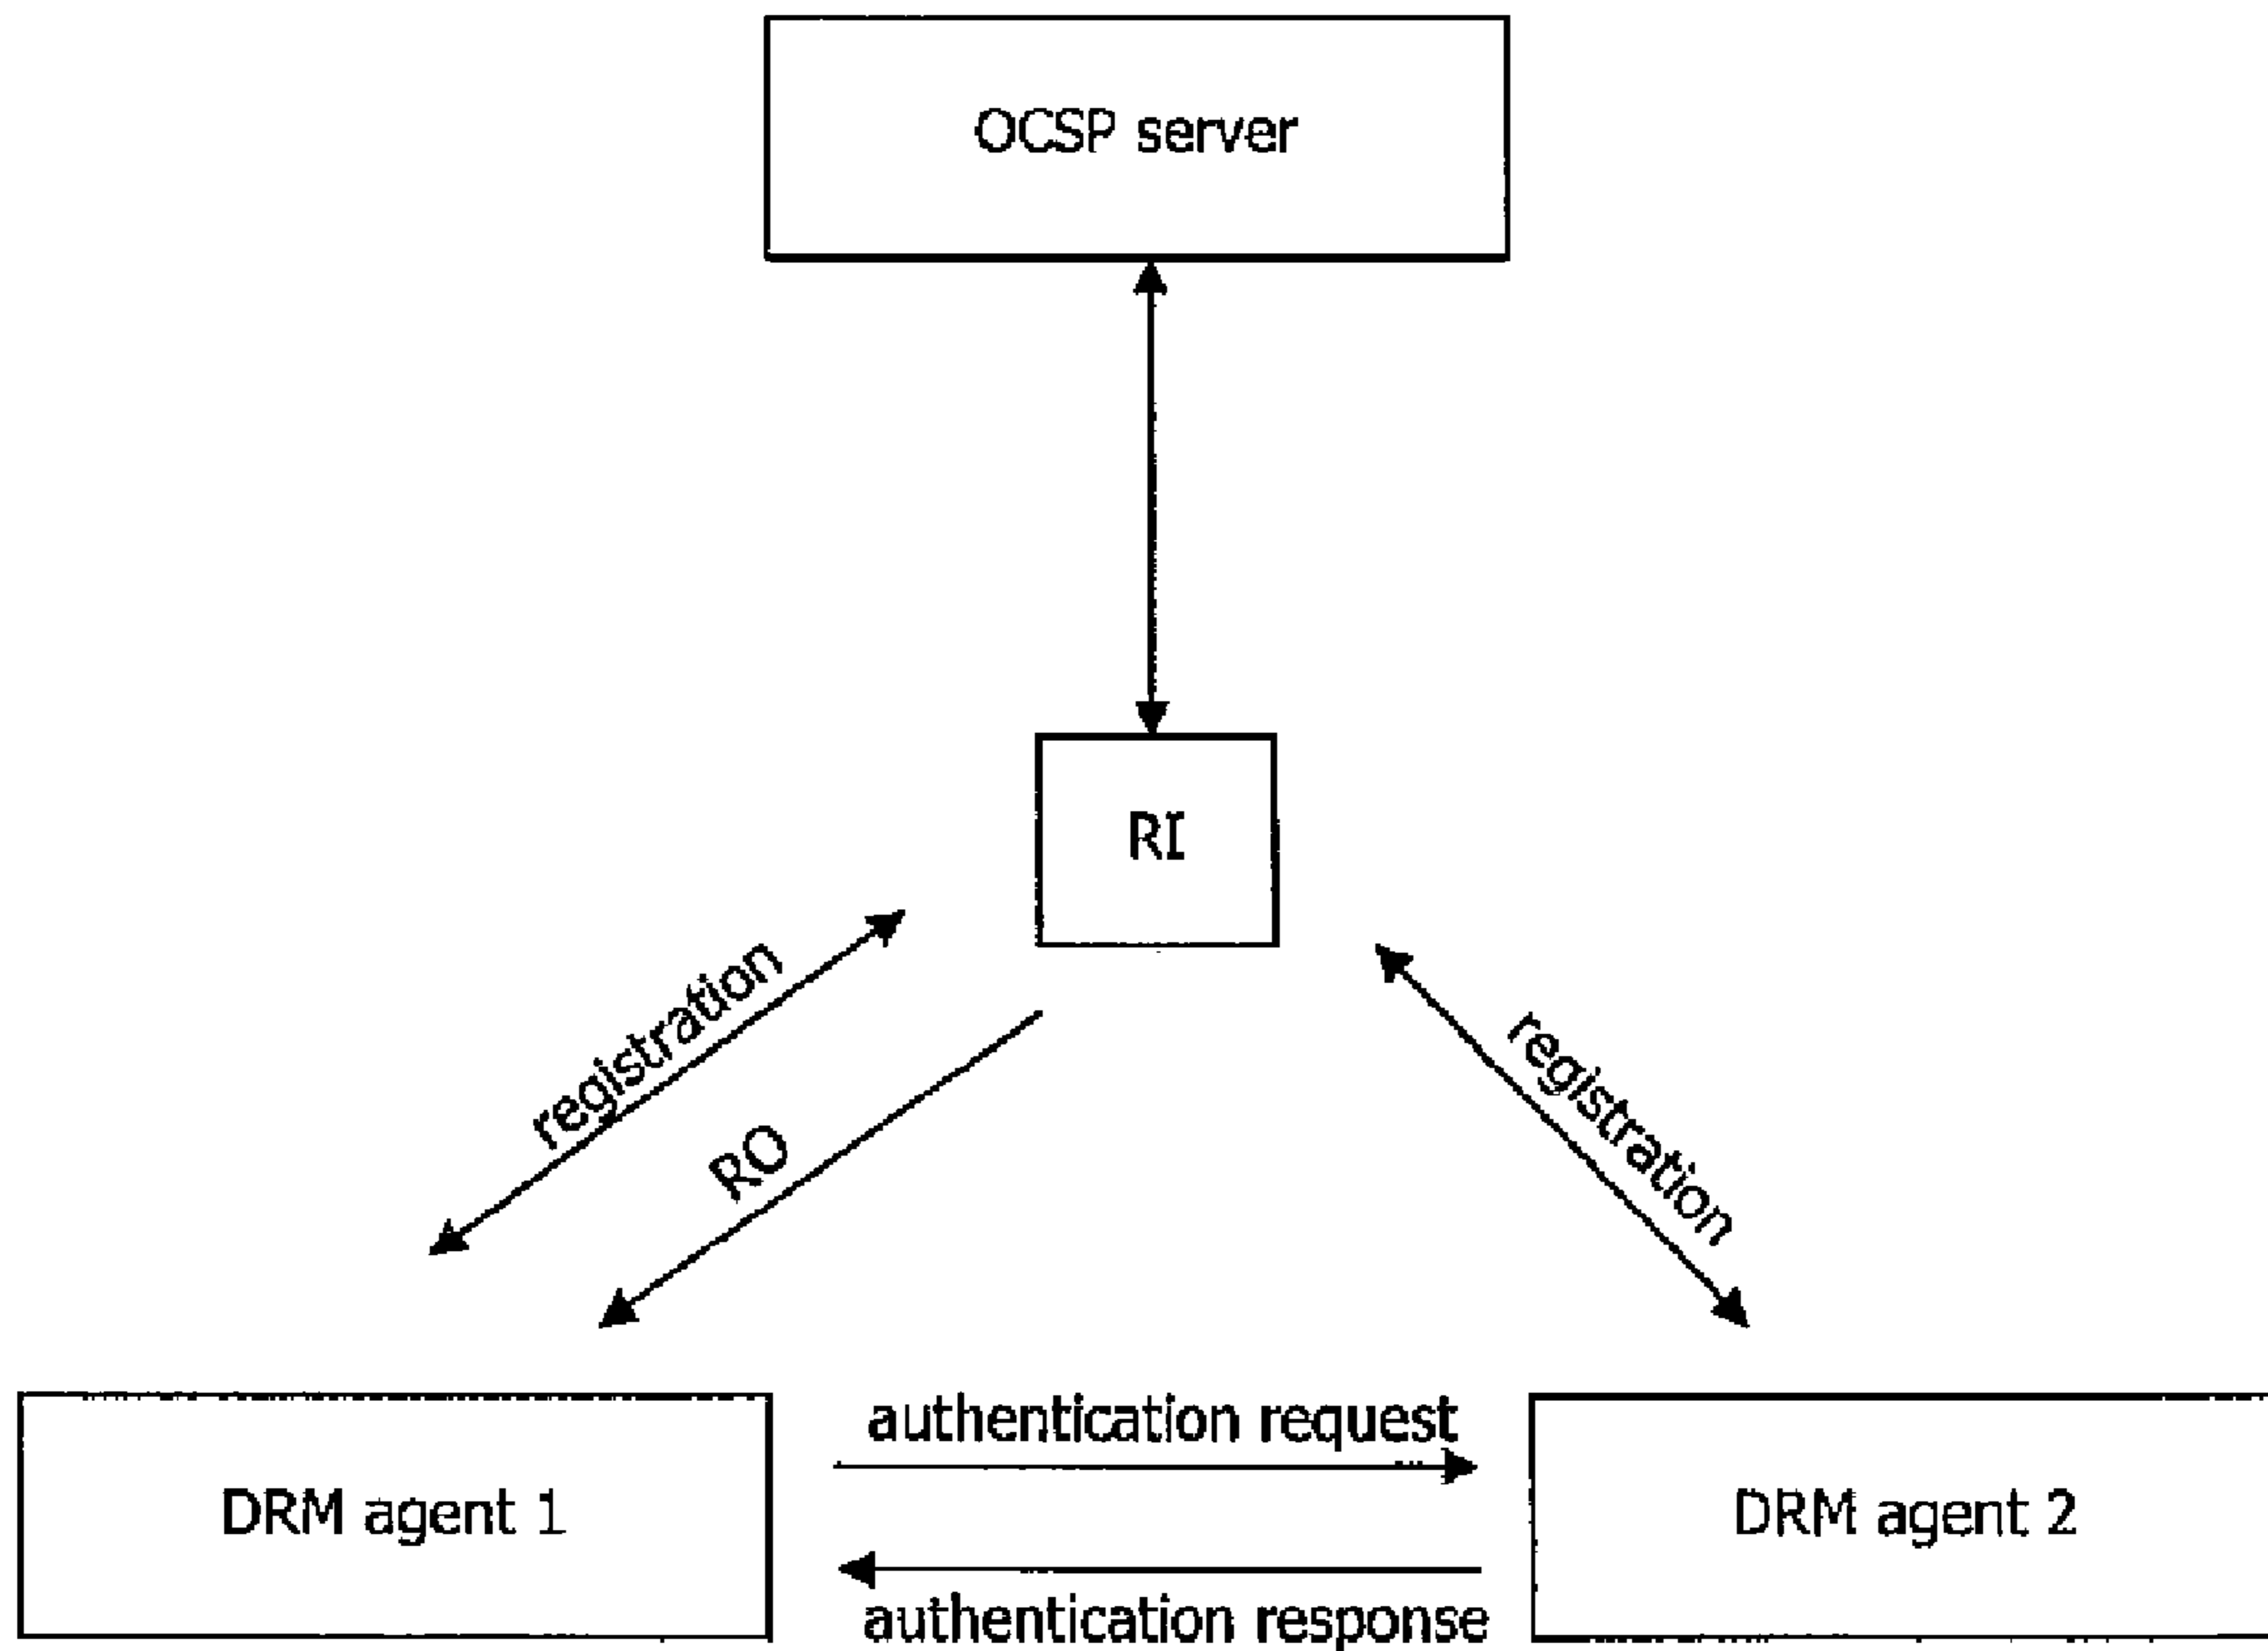 OCSP server
RI
registration
RO
registration
authentication request
DRM agent 1
DRM agent 2
authentication response